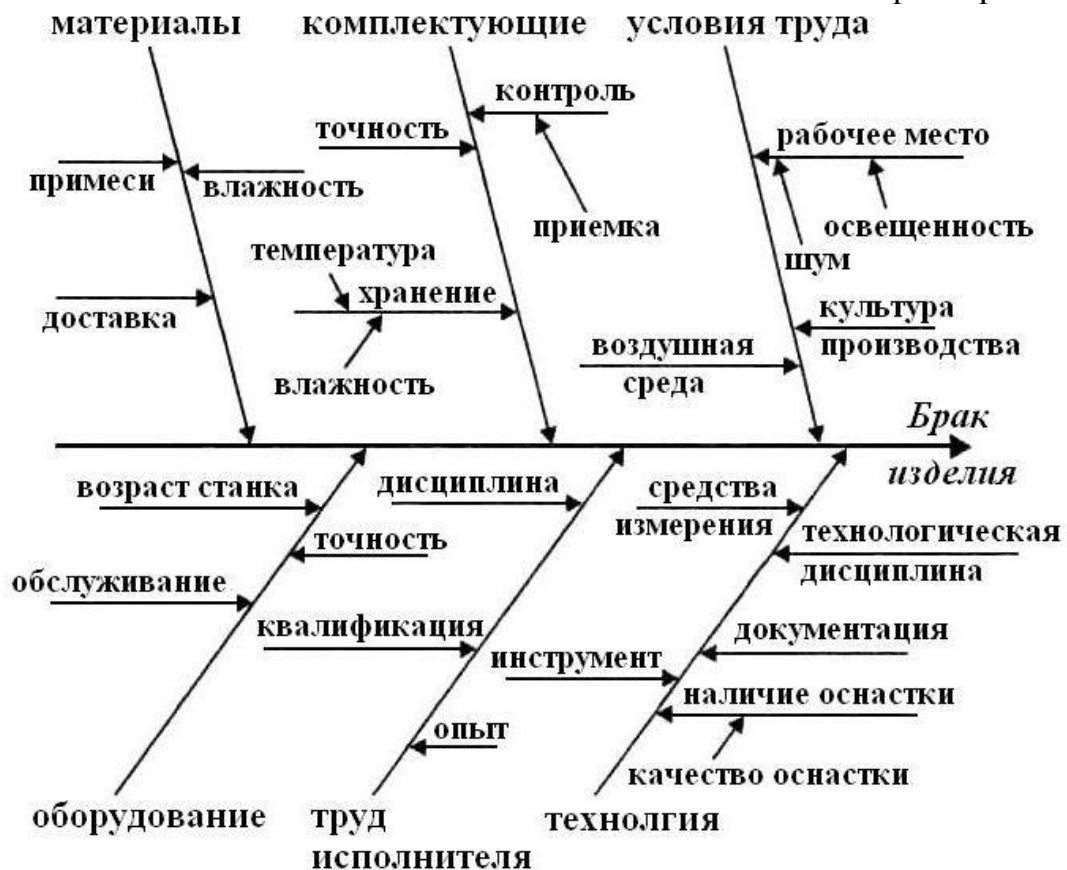 материалы
комплектующие
условия труда
контроль
точность
рабочее место
примеси
влажность
приемка
освещенность
температура
шум
хранение
доставка
культура
производства
воздушная
среда
влажность
Брак
изделия
возраст станка
дисциплина
средства
измерения
точность
технологическая
дисциплина
обслуживание
квалификация
документация
инструмент
наличие оснастки
опыт
качество оснастки
оборудование
труд
исполнителя
технолгия